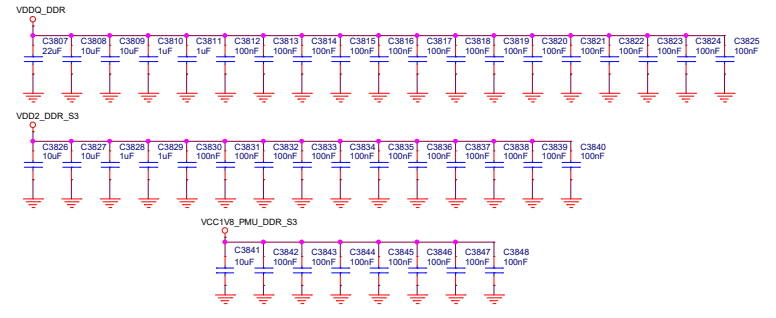 VDDQ_DDR
C3807 C3808 C3809 C3810 C3811 C3812 C3813 C3814 C3815 C3816 C3817 C3818 C3819 C3820 C3821 C3822 C3823 C3824 C3825
22uF 10uF 10uF 1uF 1uF 100nF 100nF 100nF 100nF 100nF 100nF 100nF 100nF 100nF 100nF 100nF 100nF 100nF 100nF
VDD2_DDR_S3
C3826 C3827 C3828 C3829 C3830 C3831 C3832 C3833 C3834 C3835 C3836 C3837 C3838 C3839 C3840
10uF 10uF 1uF 1uF 100nF 100nF 100nF 100nF 100nF 100nF 100nF 100nF 100nF 100nF 100nF
VCC1V8_PMU_DDR_S3
C3841 C3842 C3843 C3844 C3845 C3846 C3847 C3848
10uF 100nF 100nF 100nF 100nF 100nF 100nF 100nF